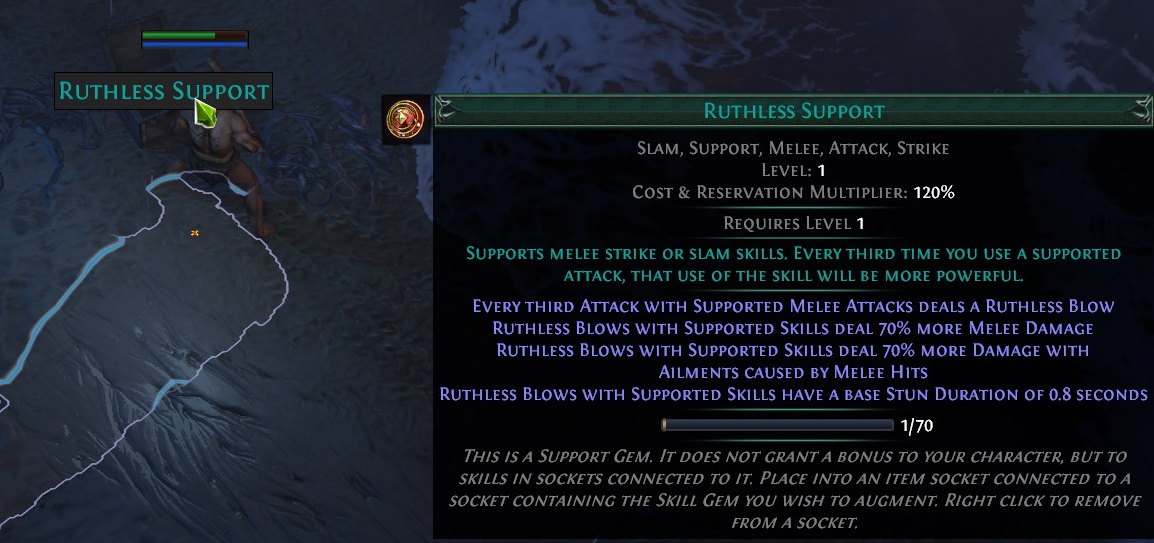 Ruthless Support
Ruthless Support
Slam, Support, Melee, Attack, Strike
Level: 1
Cost & Reservation Multiplier: 120%
Requires Level 1
Supports melee strike or slam skills. Every third time you use a supported
attack, that use of the skill will be more powerful.
Every third Attack with Supported Melee Attacks deals a Ruthless Blow
Ruthless Blows with Supported Skills deal 70% more Melee Damage
Ruthless Blows with Supported Skills deal 70% more Damage with
Ailments caused by Melee Hits
Ruthless Blows with Supported Skills have a base Stun Duration of 0.8 seconds
1/70
This is a Support Gem. It does not grant a bonus to your character, but to
skills in sockets connected to it. Place into an item socket connected to a
socket containing the Skill Gem you wish to augment. Right click to remove
from a socket.